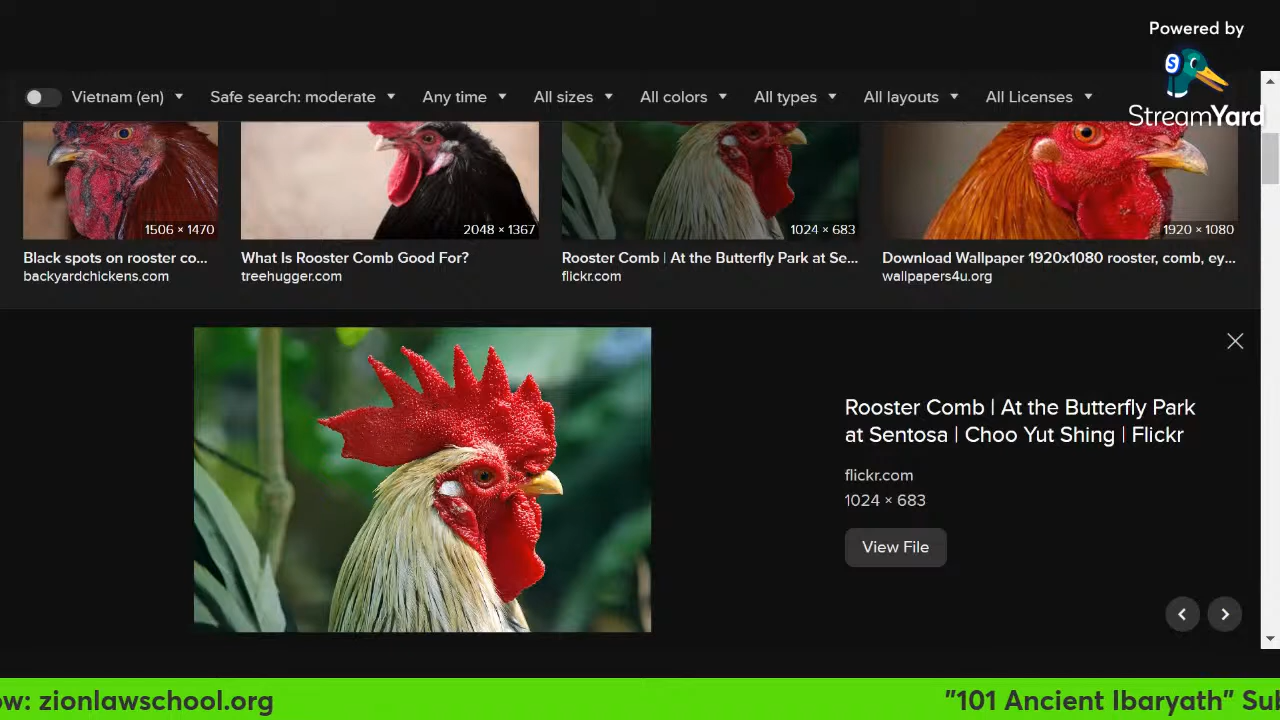 Powered by
StreamYard
Vietnam (en) Safe search: moderate Any time All sizes All colors All types All layouts All Licenses
1506 × 1470 2048 × 1367 1024 × 683 1920 × 1080
Black spots on rooster co... What Is Rooster Comb Good For? Rooster Comb | At the Butterfly Park at Se... Download Wallpaper 1920x1080 rooster, comb, ey...
backyardchickens.com treehugger.com flickr.com wallpapers4u.org
Rooster Comb | At the Butterfly Park
at Sentosa | Choo Yut Shing | Flickr
flickr.com
1024 × 683
View File
ow: zionlawschool.org "101 Ancient Ibaryath" Sub